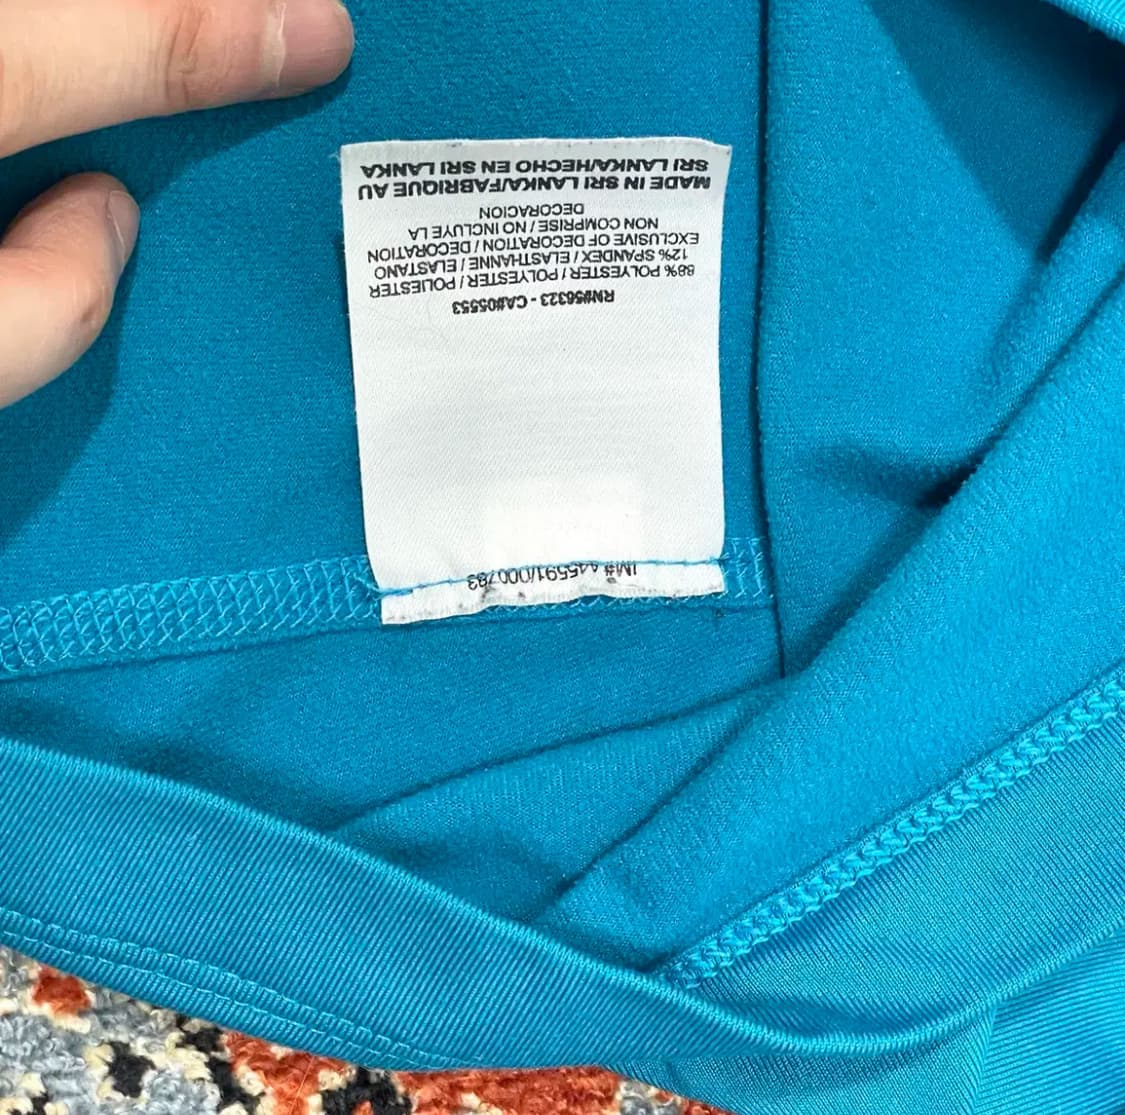 IM# 445591/000783
RN#56323 - CA#05553
88% POLYESTER / POLYESTER / POLIESTER
12% SPANDEX / ELASTHANNE / ELASTANO
EXCLUSIVE OF DECORATION / DECORATION
NON COMPRISE / NO INCLUYE LA
DECORACION
MADE IN SRI LANKA/FABRIQUE AU
SRI LANKA/HECHO EN SRI LANKA